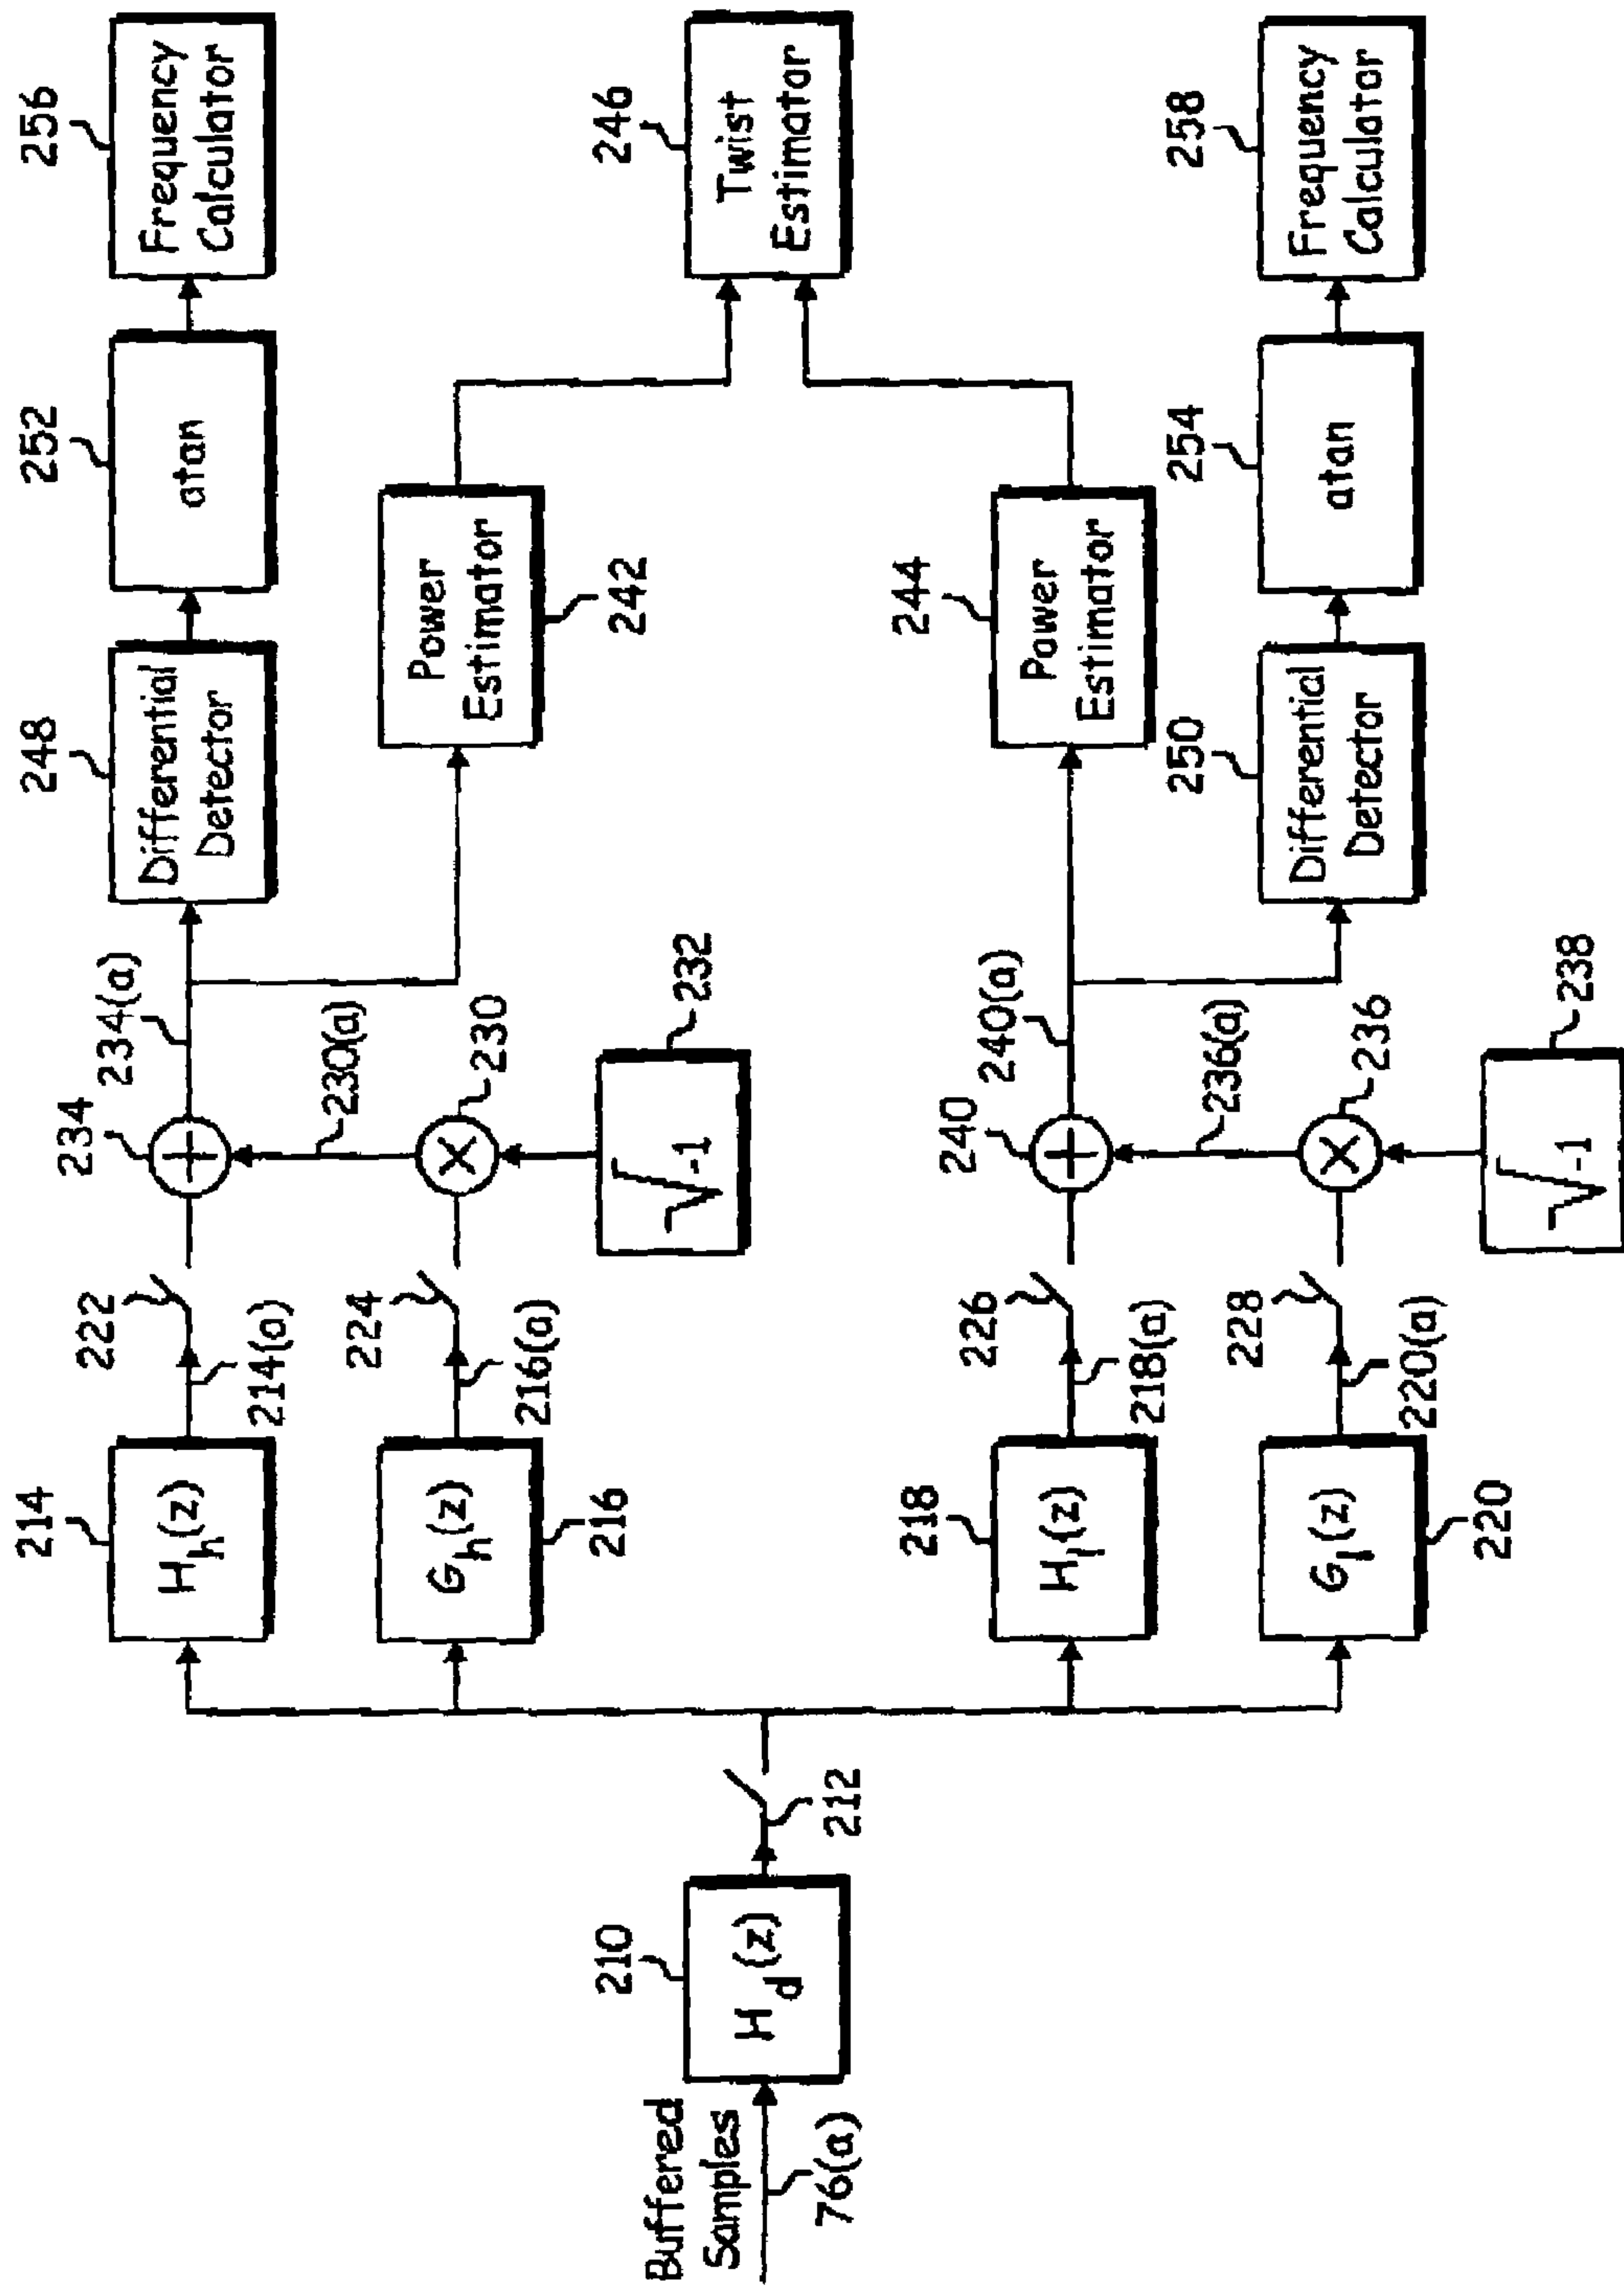 Buffered
Samples
76(a)
210
H_d(z)
212
214
H_h(z)
214(a)
222
216
G_h(z)
216(a)
224
218
H_l(z)
218(a)
226
220
G_l(z)
220(a)
228
234
234(a)
230(a)
230
×
+
232
√-1
240
240(a)
236(a)
236
×
+
238
√-1
248
Differential
Detector
252
atan
256
Frequency
Calculator
Power
Estimator
242
246
Twist
Estimator
244
Power
Estimator
250
Differential
Detector
254
atan
258
Frequency
Calculator